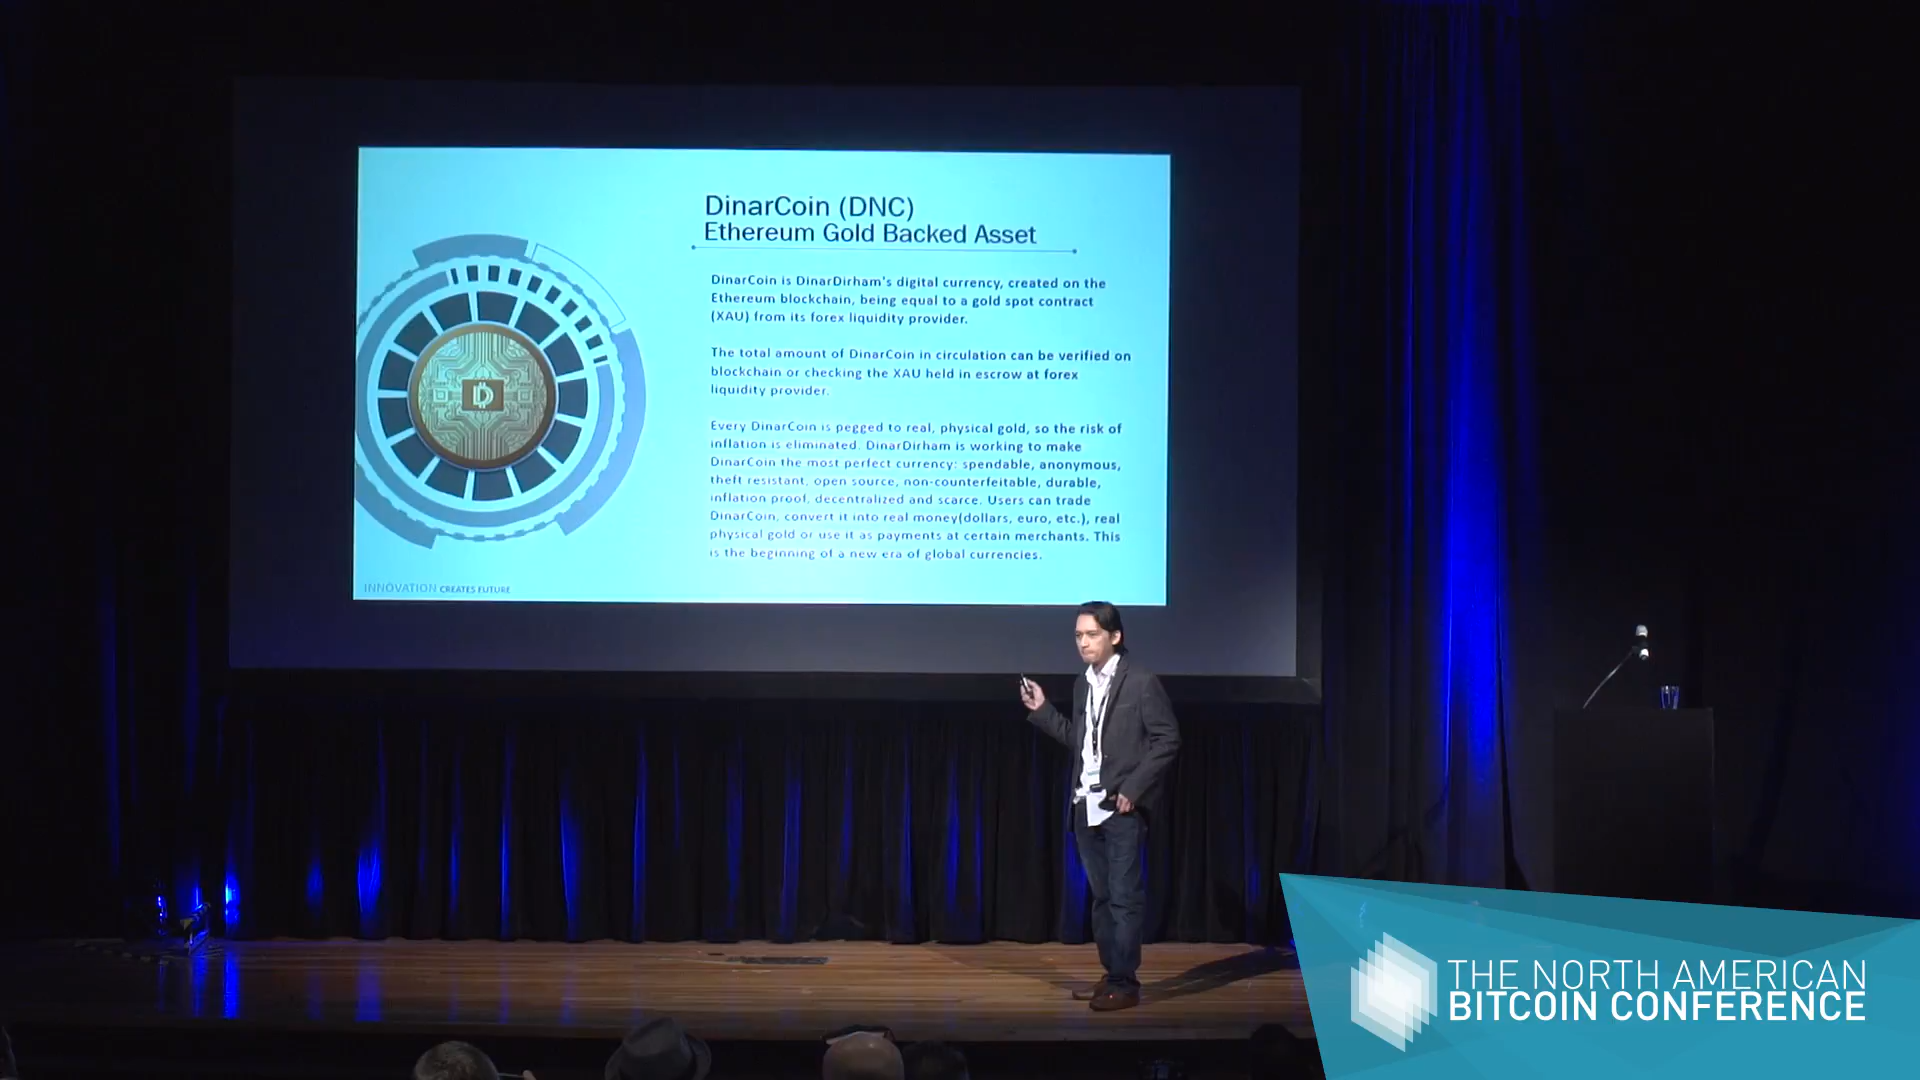 DinarCoin (DNC)
Ethereum Gold Backed Asset
DinarCoin is DinarDirham's digital currency, created on the
Ethereum blockchain, being equal to a gold spot contract
(XAU) from its forex liquidity provider.
The total amount of DinarCoin in circulation can be verified on
blockchain or checking the XAU held in escrow at forex
liquidity provider.
Every DinarCoin is pegged to real, physical gold, so the risk of
inflation is eliminated. DinarDirham is working to make
DinarCoin the most perfect currency: spendable, anonymous,
theft resistant, open source, non-counterfeitable, durable,
inflation proof, decentralized and scarce. Users can trade
DinarCoin, convert it into real money(dollars, euro, etc.), real
physical gold or use it as payments at certain merchants. This
is the beginning of a new era of global currencies.
INNOVATION CREATES FUTURE
THE NORTH AMERICAN
BITCOIN CONFERENCE